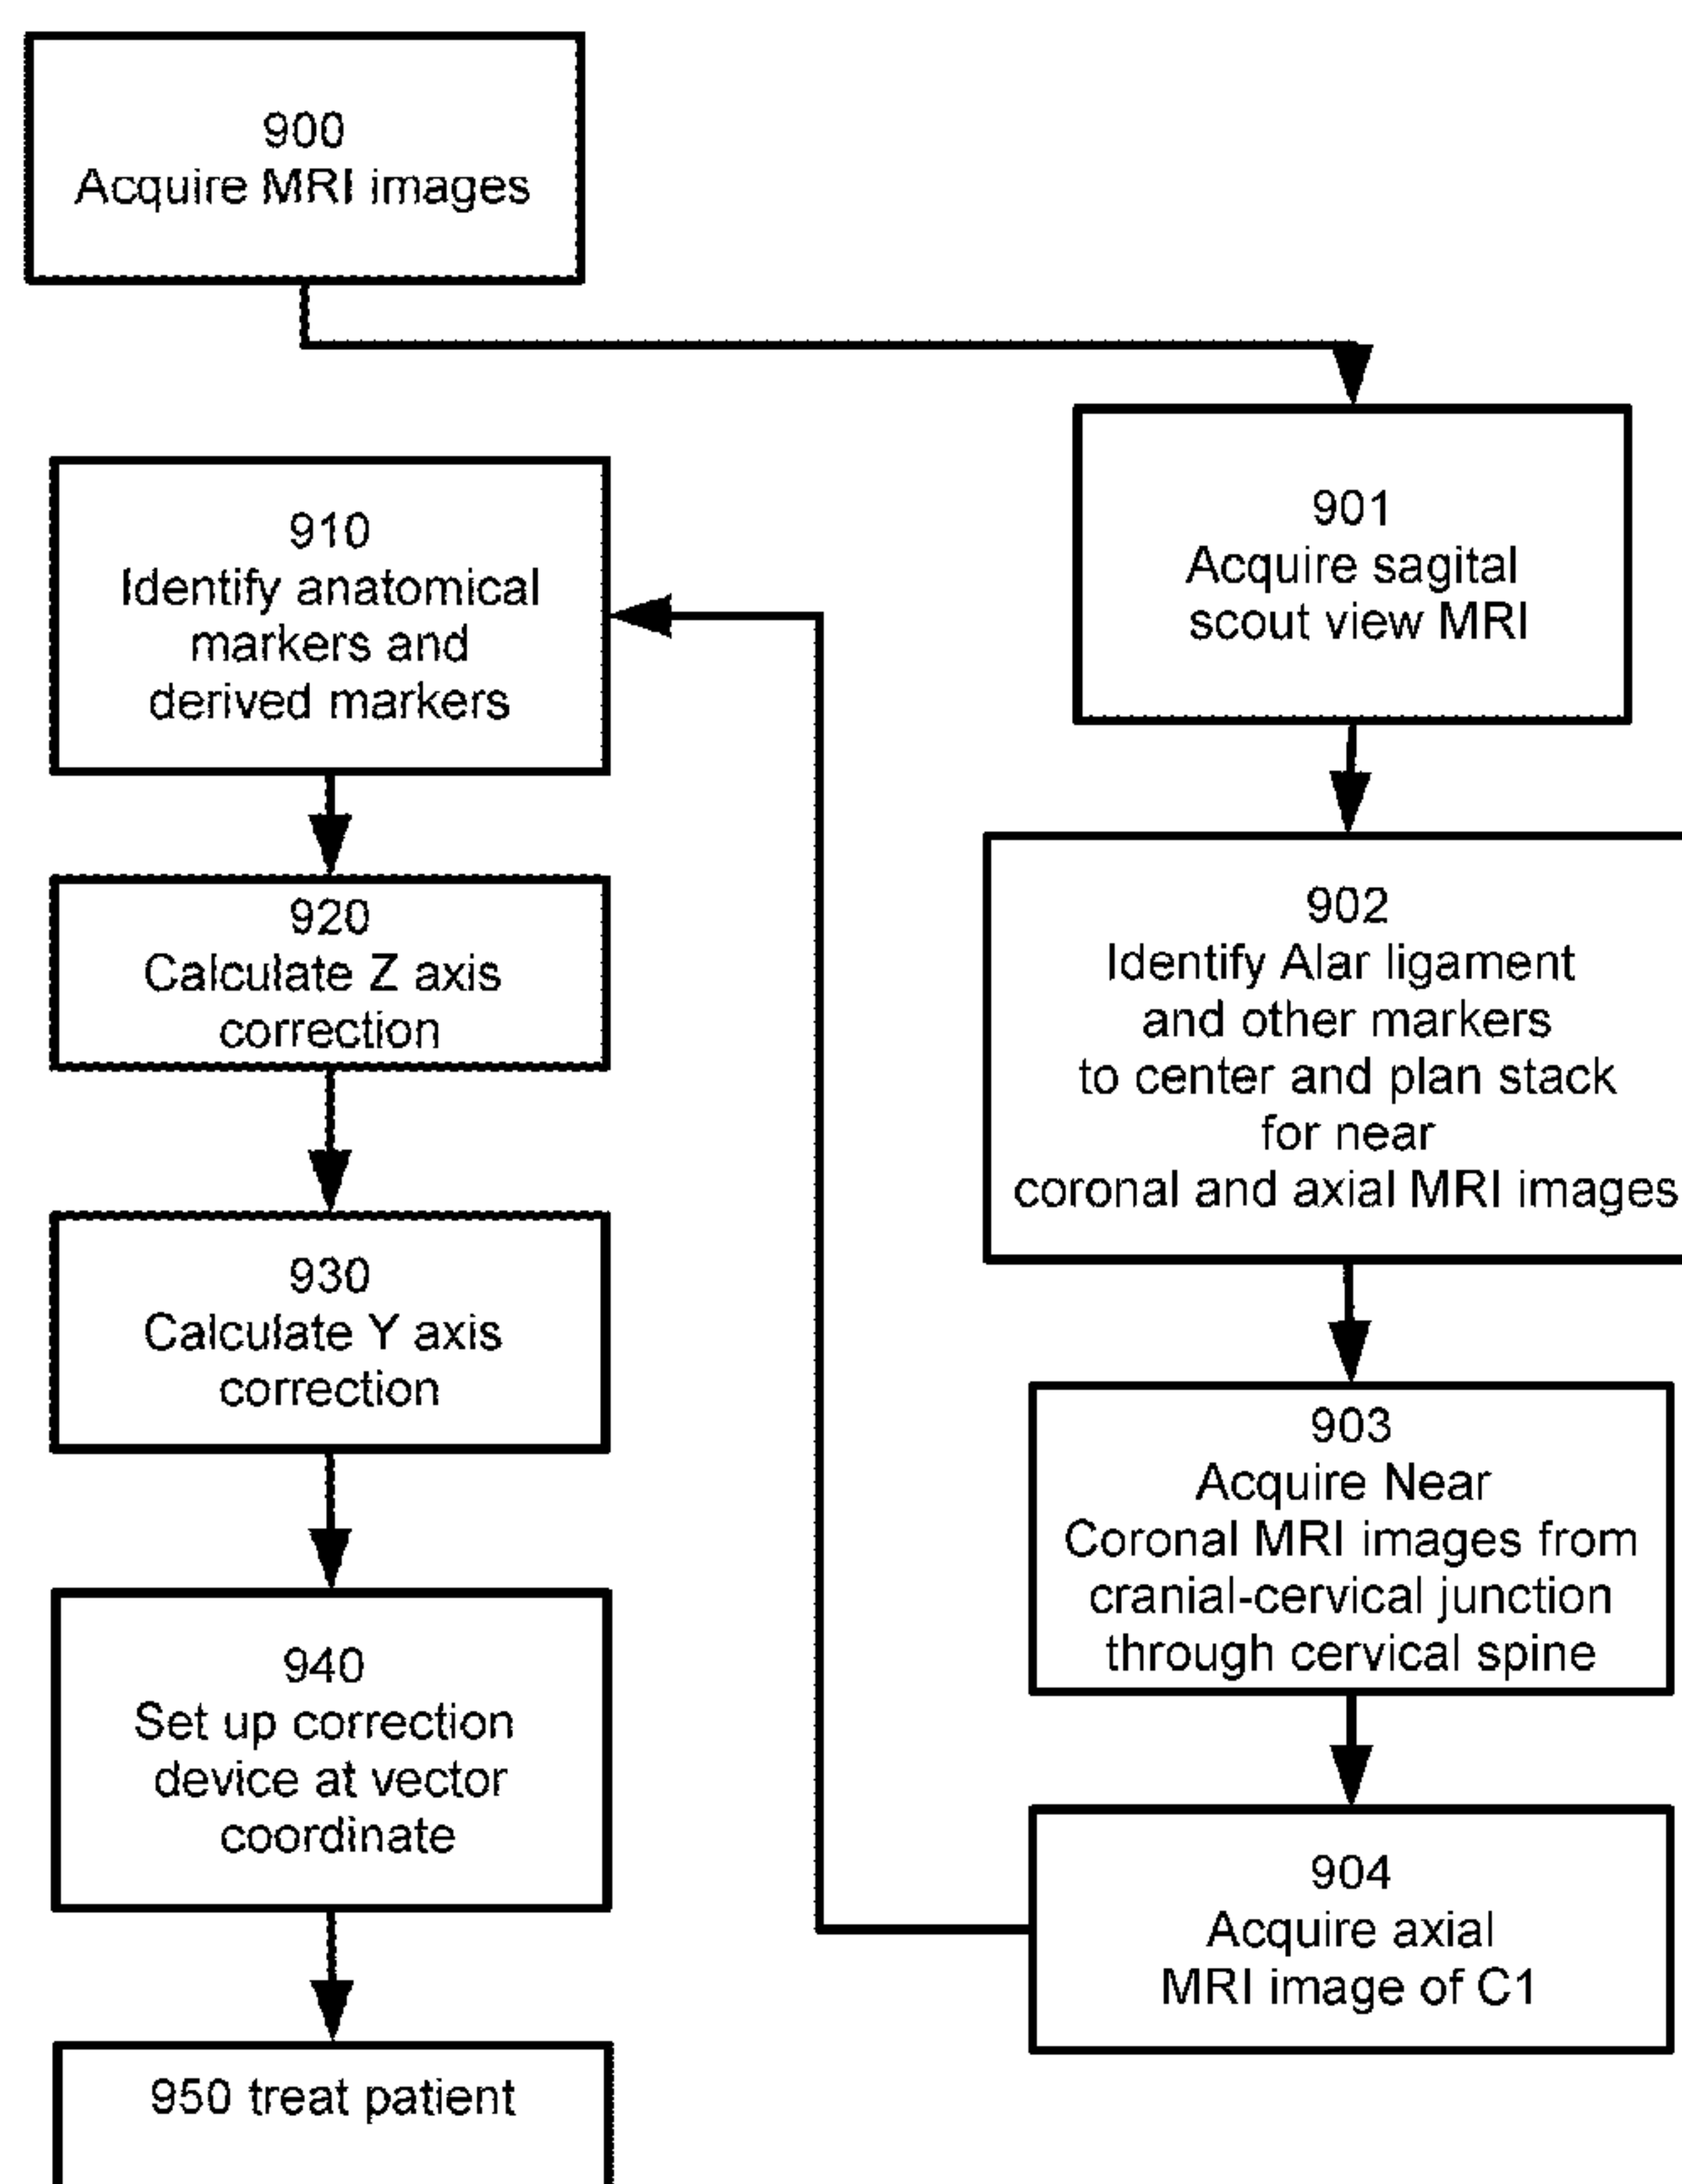 900
Acquire MRI images
901
Acquire sagital
scout view MRI
902
Identify Alar ligament
and other markers
to center and plan stack
for near
coronal and axial MRI images
903
Acquire Near
Coronal MRI images from
cranial-cervical junction
through cervical spine
904
Acquire axial
MRI image of C1
910
Identify anatomical
markers and
derived markers
920
Calculate Z axis
correction
930
Calculate Y axis
correction
940
Set up correction
device at vector
coordinate
950 treat patient